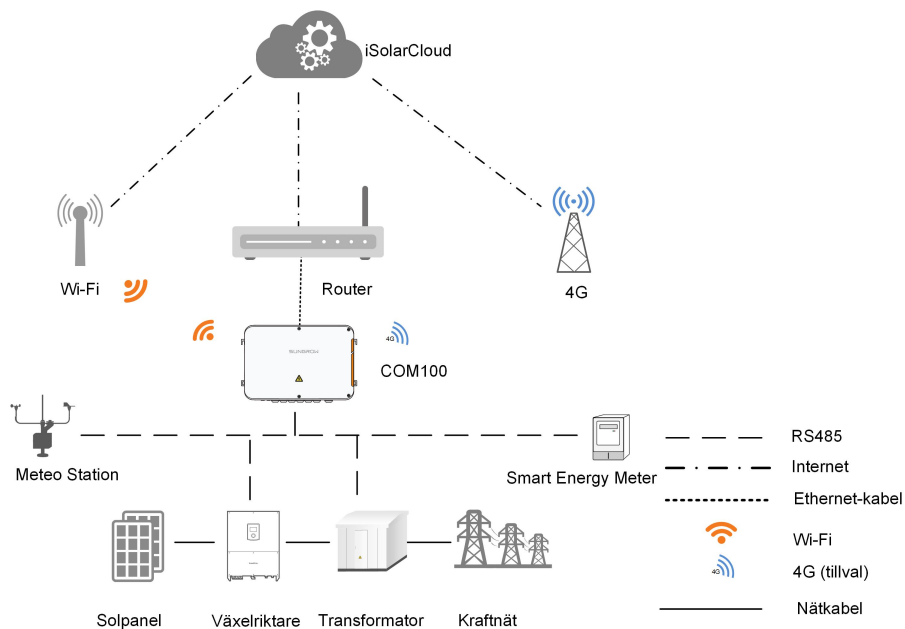 iSolarCloud
Wi-Fi
Router
4G
4G
SUNGROW
COM100
Meteo Station
Smart Energy Meter
RS485
Internet
Ethernet-kabel
Wi-Fi
4G
4G (tillval)
Nätkabel
Solpanel
Växelriktare
Transformator
Kraftnät